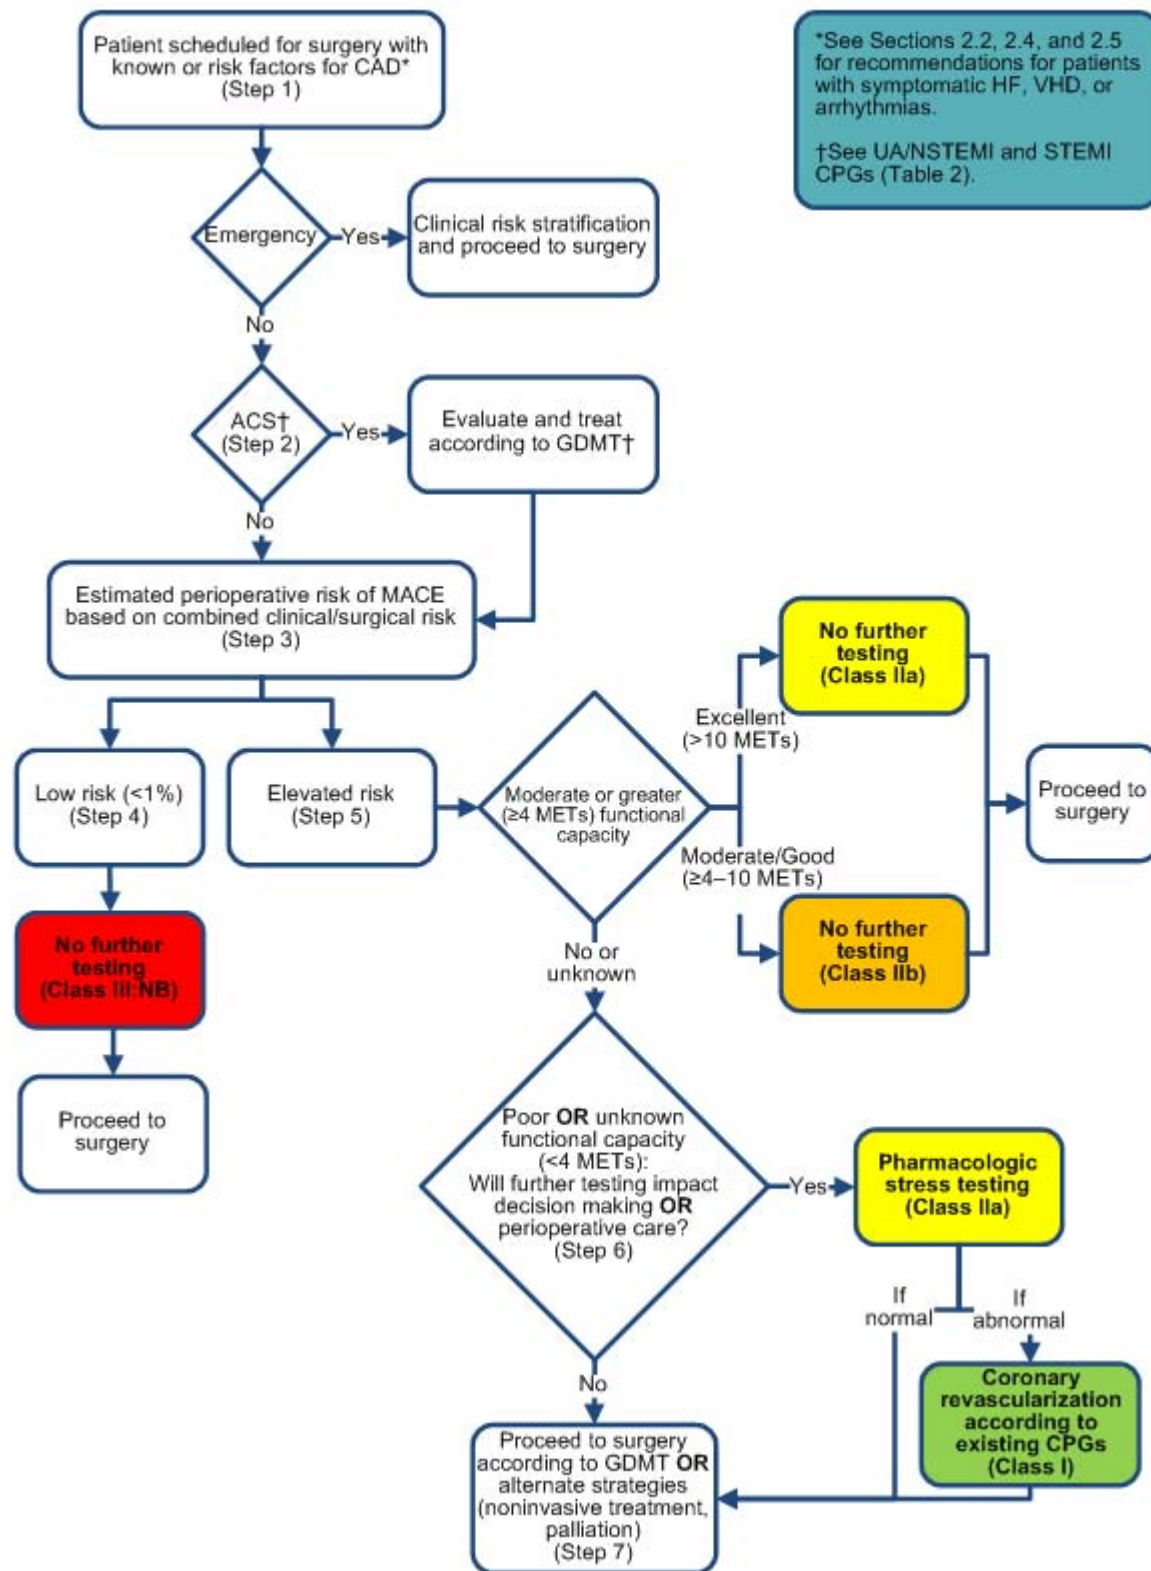 Patient scheduled for surgery with
known or risk factors for CAD*
(Step 1)
*See Sections 2.2, 2.4, and 2.5
for recommendations for patients
with symptomatic HF, VHD, or
arrhythmias.
†See UA/NSTEMI and STEMI
CPGs (Table 2).
Emergency
Yes
Clinical risk stratification
and proceed to surgery
No
ACS†
(Step 2)
Yes
Evaluate and treat
according to GDMT†
No
Estimated perioperative risk of MACE
based on combined clinical/surgical risk
(Step 3)
Low risk (<1%)
(Step 4)
Elevated risk
(Step 5)
Moderate or greater
(≥4 METs) functional
capacity
Excellent
(>10 METs)
No further
testing
(Class IIa)
Moderate/Good
(≥4–10 METs)
No further
testing
(Class IIb)
Proceed to
surgery
No further
testing
(Class III:NB)
Proceed to
surgery
No or
unknown
Poor OR unknown
functional capacity
(<4 METs):
Will further testing impact
decision making OR
perioperative care?
(Step 6)
Yes
Pharmacologic
stress testing
(Class IIa)
If
normal
If
abnormal
Coronary
revascularization
according to
existing CPGs
(Class I)
No
Proceed to surgery
according to GDMT OR
alternate strategies
(noninvasive treatment,
palliation)
(Step 7)